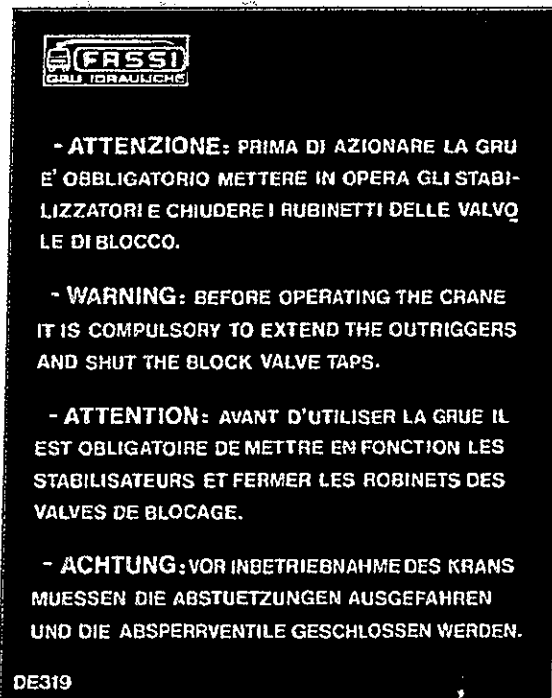 FASSI
GRU IDRAULICHE
- ATTENZIONE: PRIMA DI AZIONARE LA GRU
E' OBBLIGATORIO METTERE IN OPERA GLI STABI-
LIZZATORI E CHIUDERE I RUBINETTI DELLE VALVO
LE DI BLOCCO.
- WARNING: BEFORE OPERATING THE CRANE
IT IS COMPULSORY TO EXTEND THE OUTRIGGERS
AND SHUT THE BLOCK VALVE TAPS.
- ATTENTION: AVANT D'UTILISER LA GRUE IL
EST OBLIGATOIRE DE METTRE EN FONCTION LES
STABILISATEURS ET FERMER LES ROBINETS DES
VALVES DE BLOCAGE.
- ACHTUNG: VOR INBETRIEBNAHME DES KRANS
MUESSEN DIE ABSTUETZUNGEN AUSGEFAHREN
UND DIE ABSPERRVENTILE GESCHLOSSEN WERDEN.
DE319